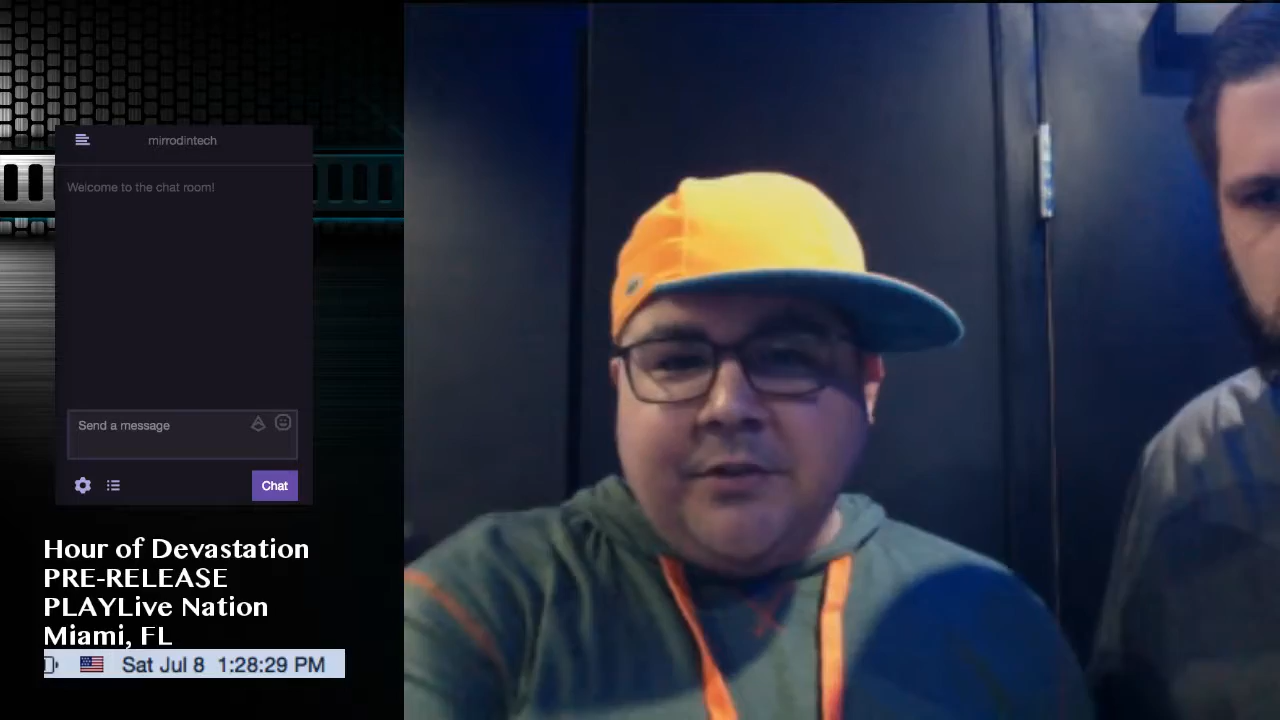 mirrodintech
Welcome to the chat room!
Send a message
Chat
Hour of Devastation
PRE-RELEASE
PLAYLive Nation
Miami, FL
Sat Jul 8 1:28:29 PM